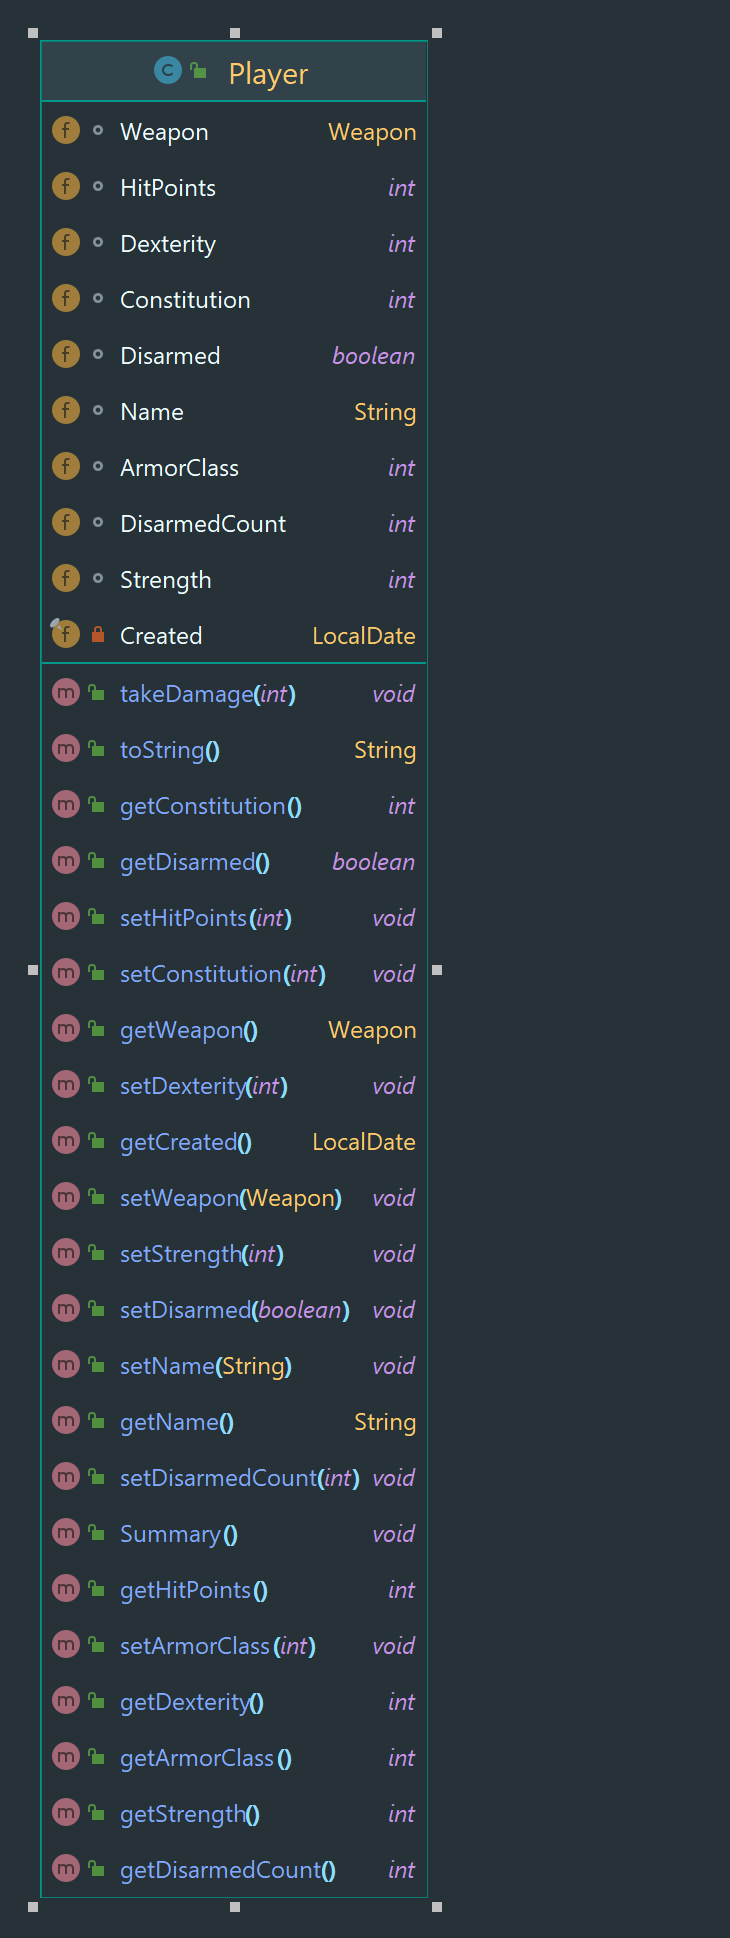 C Player
f Weapon Weapon
f HitPoints int
f Dexterity int
f Constitution int
f Disarmed boolean
f Name String
f ArmorClass int
f DisarmedCount int
f Strength int
f Created LocalDate
m takeDamage(int) void
m toString() String
m getConstitution() int
m getDisarmed() boolean
m setHitPoints(int) void
m setConstitution(int) void
m getWeapon() Weapon
m setDexterity(int) void
m getCreated() LocalDate
m setWeapon(Weapon) void
m setStrength(int) void
m setDisarmed(boolean) void
m setName(String) void
m getName() String
m setDisarmedCount(int) void
m Summary() void
m getHitPoints() int
m setArmorClass(int) void
m getDexterity() int
m getArmorClass() int
m getStrength() int
m getDisarmedCount() int